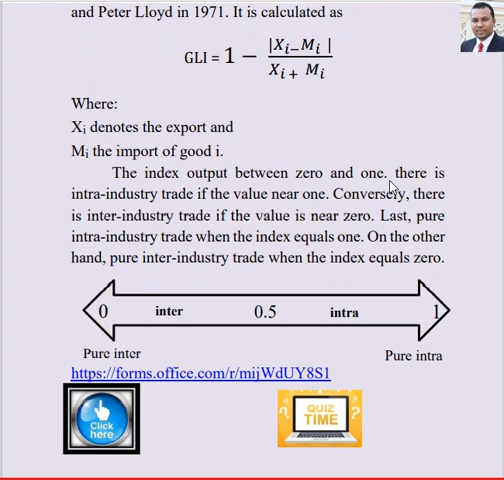 and Peter Lloyd in 1971. It is calculated as
GLI = 1 − |Xi−Mi| / Xi + Mi
Where:
Xi denotes the export and
Mi the import of good i.
The index output between zero and one. there is
intra-industry trade if the value near one. Conversely, there
is inter-industry trade if the value is near zero. Last, pure
intra-industry trade when the index equals one. On the other
hand, pure inter-industry trade when the index equals zero.
0 inter 0.5 intra 1
Pure inter Pure intra
https://forms.office.com/r/mijWdUY8S1
Click
here
QUIZ
TIME